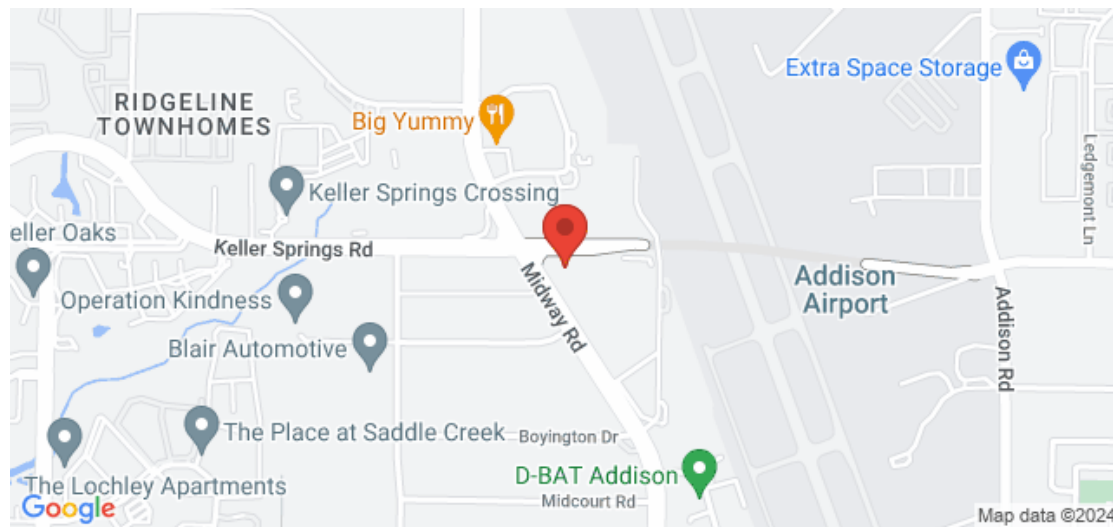 Extra Space Storage
RIDGELINE
TOWNHOMES
Big Yummy
Ledgemont Ln
Keller Springs Crossing
eller Oaks
Keller Springs Rd
Operation Kindness
Midway Rd
Addison
Airport
Addison Rd
Blair Automotive
The Place at Saddle Creek
Boyington Dr
D-BAT Addison
The Lochley Apartments
Midcourt Rd
Google
Map data ©2024